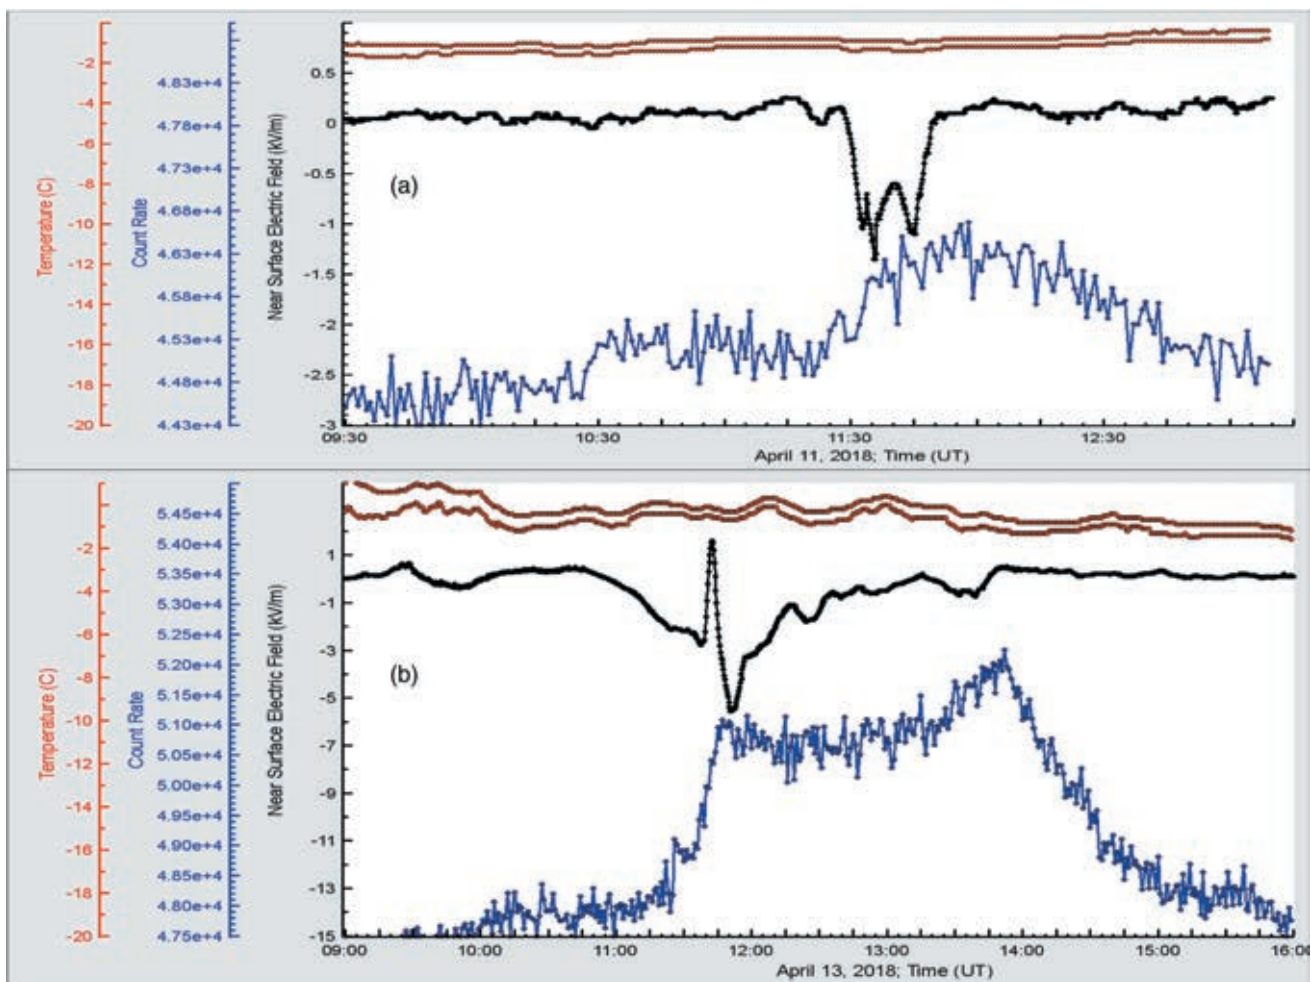 Temperature (C)
-2
-4
-6
-8
-10
-12
-14
-16
-18
-20
Count Rate
4.83e+4
4.78e+4
4.73e+4
4.68e+4
4.63e+4
4.58e+4
4.53e+4
4.48e+4
4.43e+4
Near Surface Electric Field (kV/m)
0.5
0
-0.5
-1
-1.5
-2
-2.5
-3
(a)
09:30 10:30 11:30 12:30
April 11, 2018; Time (UT)
Temperature (C)
-2
-4
-6
-8
-10
-12
-14
-16
-18
-20
Count Rate
5.45e+4
5.40e+4
5.35e+4
5.30e+4
5.25e+4
5.20e+4
5.15e+4
5.10e+4
5.05e+4
5.00e+4
4.95e+4
4.90e+4
4.85e+4
4.80e+4
4.75e+4
Near Surface Electric Field (kV/m)
1
-1
-3
-5
-7
-9
-11
-13
-15
(b)
09:00 10:00 11:00 12:00 13:00 14:00 15:00 16:00
April 13, 2018; Time (UT)